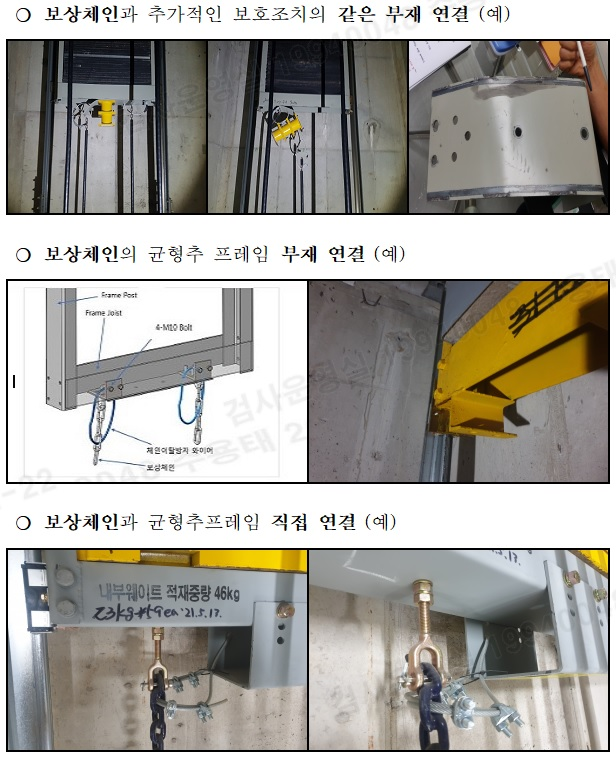 ❍ 보상체인과 추가적인 보호조치의 같은 부재 연결 (예)
❍ 보상체인의 균형추 프레임 부재 연결 (예)
Frame Post
Frame Joist
4-M10 Bolt
체인이탈방지 와이어
보상체인
❍ 보상체인과 균형추프레임 직접 연결 (예)
내부웨이트 적재중량 46kg
'21.5.17.